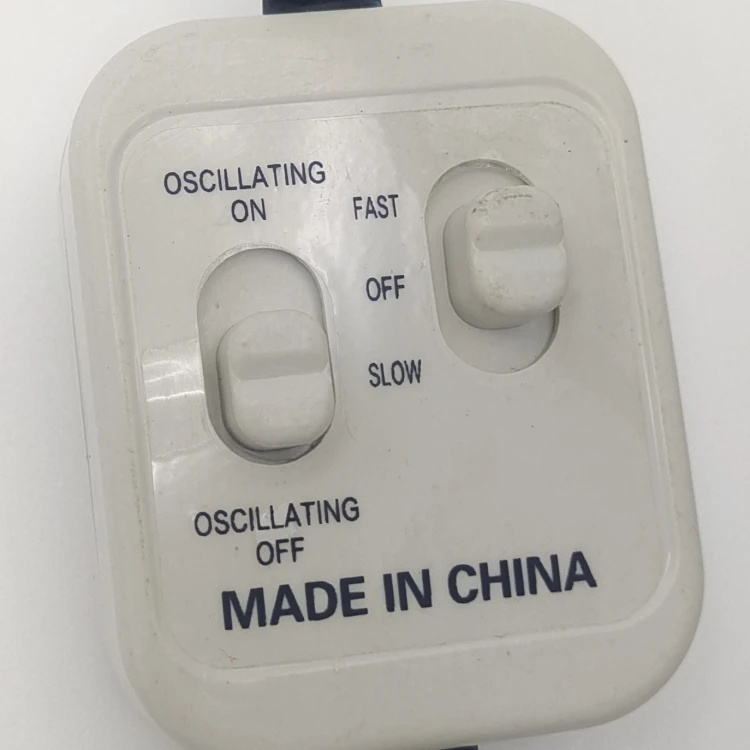 OSCILLATING
ON
FAST
OFF
SLOW
OSCILLATING
OFF
MADE IN CHINA